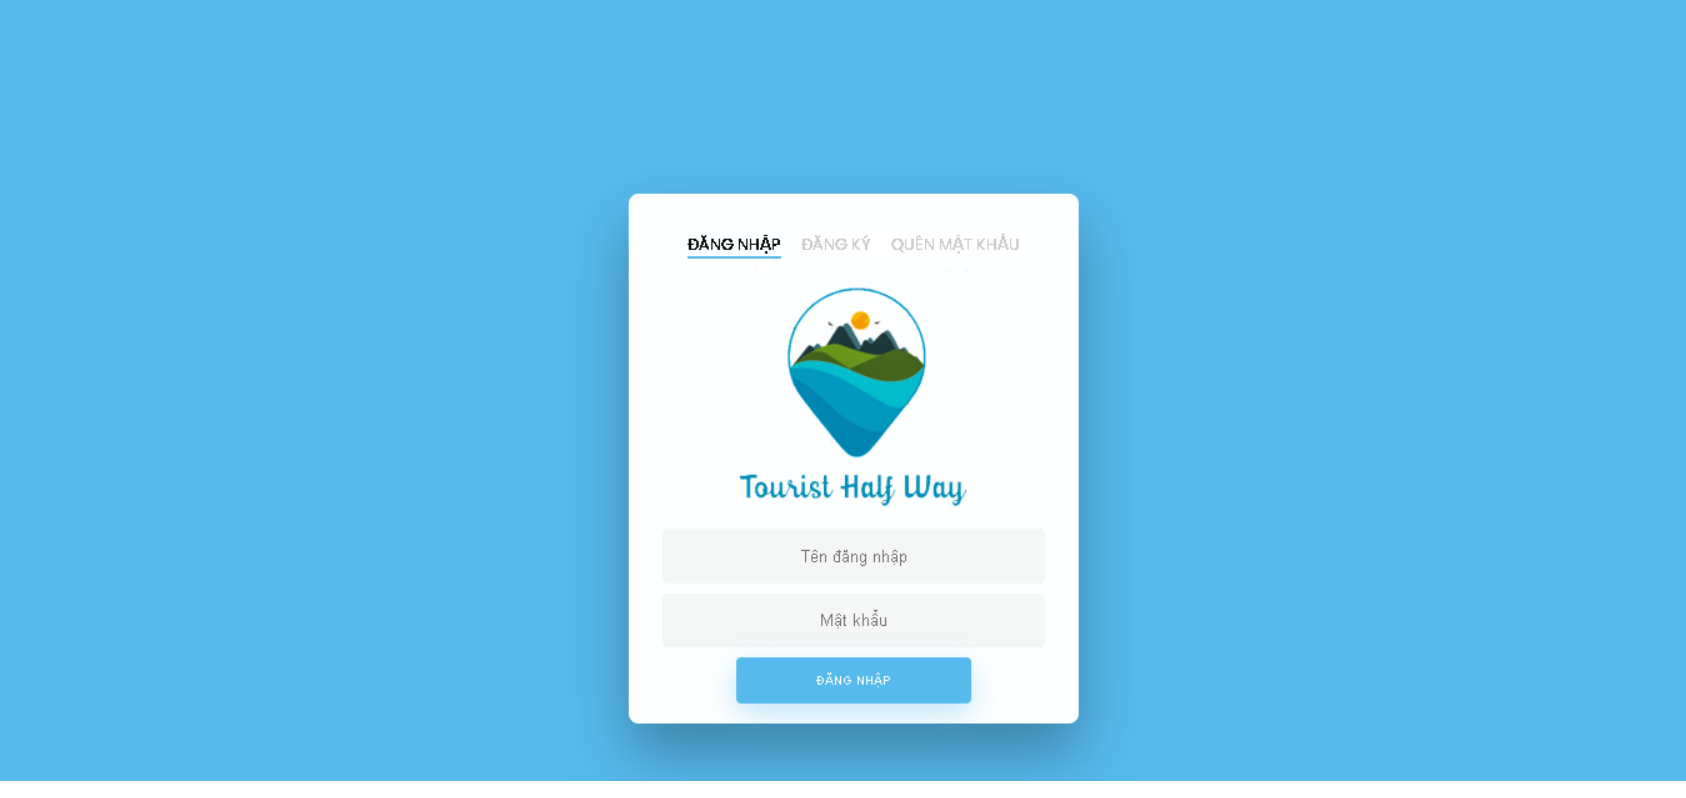 ĐĂNG NHẬP ĐĂNG KÝ QUÊN MẬT KHẨU
Tourist Half Way
Tên đăng nhập
Mật khẩu
ĐĂNG NHẬP